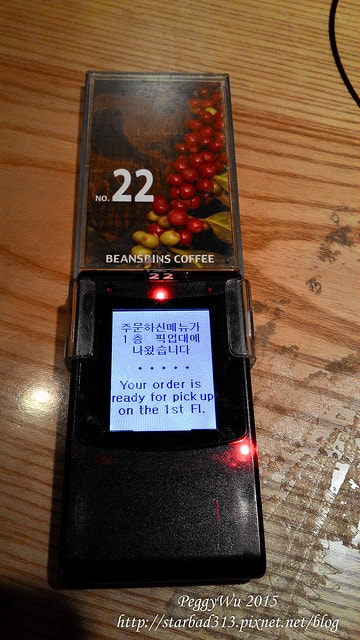 NO. 22
BEANSBINS COFFEE
22
주문하신메뉴가
1 층 픽업대에
나왔습니다
• • • • •
Your order is
ready for pick up
on the 1st Fl.
PeggyWu 2015
http://starbad313.pixnet.net/blog